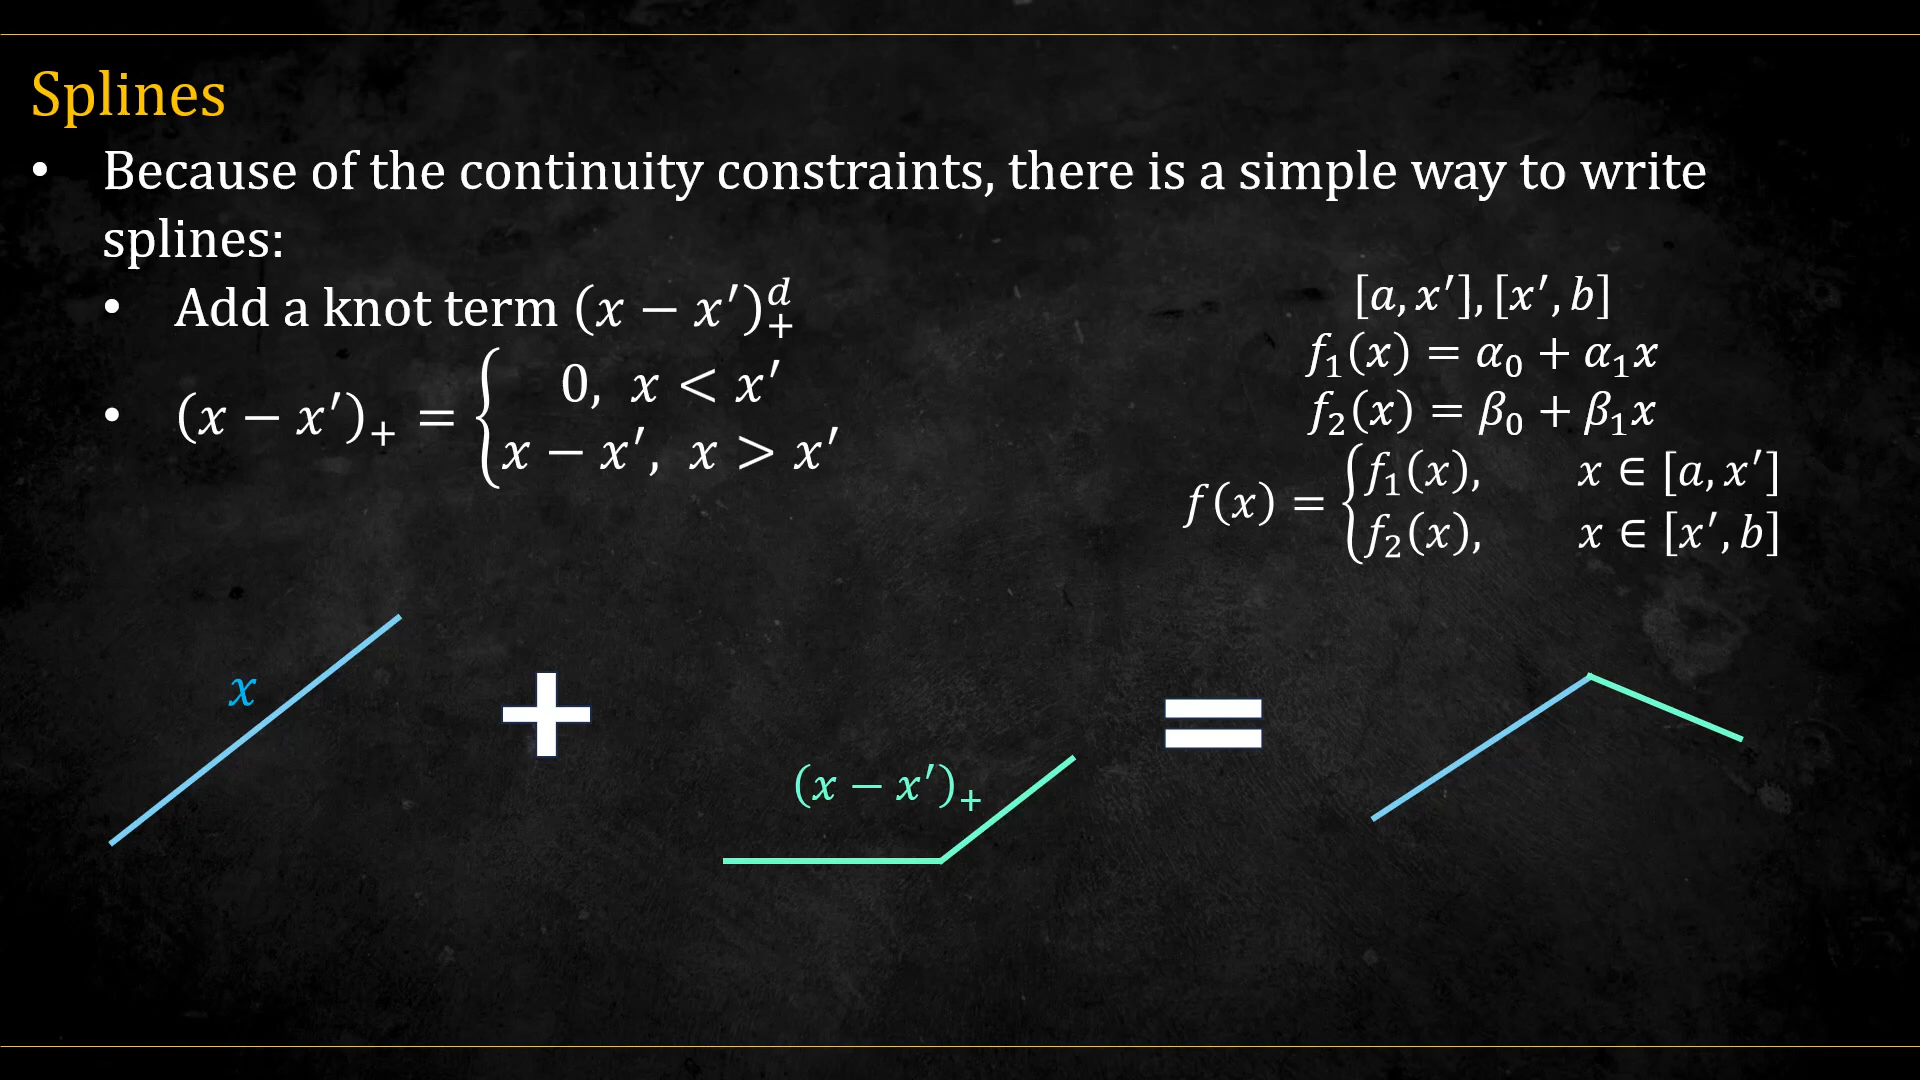 Splines
• Because of the continuity constraints, there is a simple way to write
splines:
• Add a knot term (x − x′)₊ᵈ
• (x − x′)₊ = { 0, x < x′
x − x′, x > x′
[a, x′], [x′, b]
f₁(x) = α₀ + α₁x
f₂(x) = β₀ + β₁x
f(x) = { f₁(x), x ∈ [a, x′]
f₂(x), x ∈ [x′, b]
x
+
(x − x′)₊
=